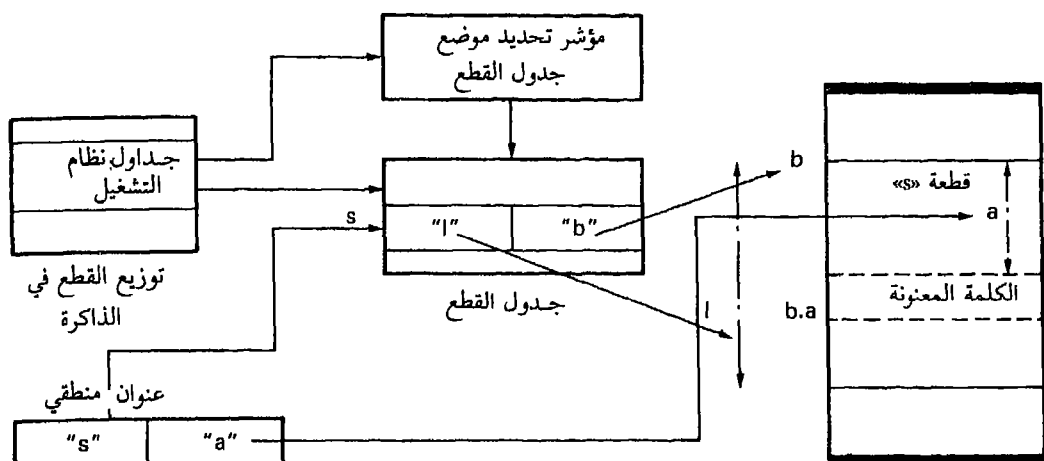 مؤشر تحديد موضع
جدول القطع
جداول نظام
التشغيل
توزيع القطع في
الذاكرة
s
"l"
"b"
جدول القطع
عنوان منطقي
"s"
"a"
b
l
b.a
قطعة «s»
a
الكلمة المعنونة